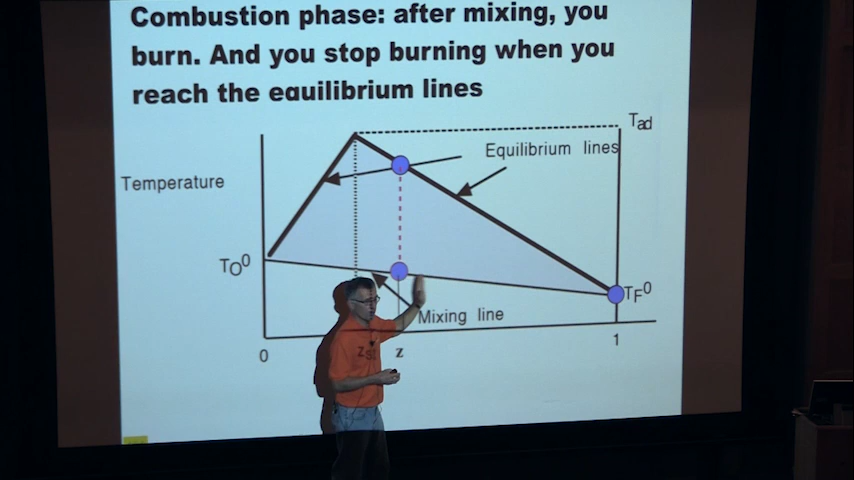 Combustion phase: after mixing, you
burn. And you stop burning when you
reach the equilibrium lines
Tad
Equilibrium lines
Temperature
TO0
TF0
Mixing line
zst
z
0
1